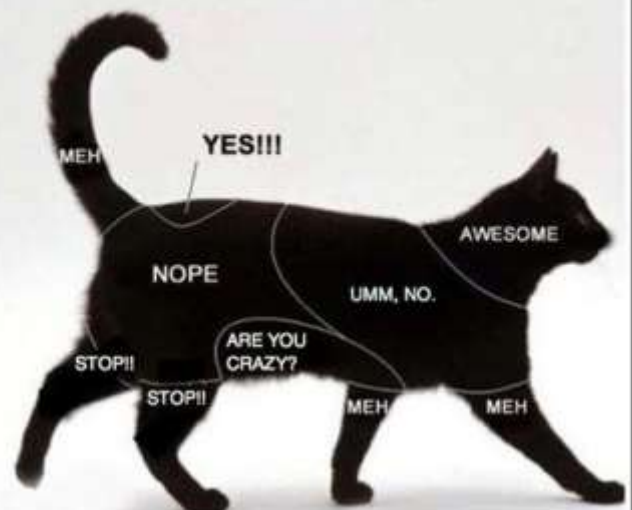 YES!!!
MEH
AWESOME
NOPE
UMM, NO.
ARE YOU
CRAZY?
STOP!!
STOP!!
MEH
MEH